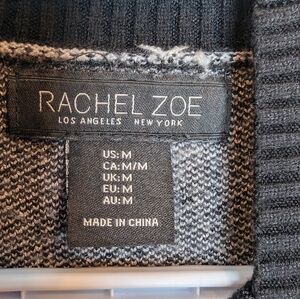 RACHEL ZOE
LOS ANGELES NEW YORK
US: M
CA: M/M
UK: M
EU: M
AU: M
MADE IN CHINA